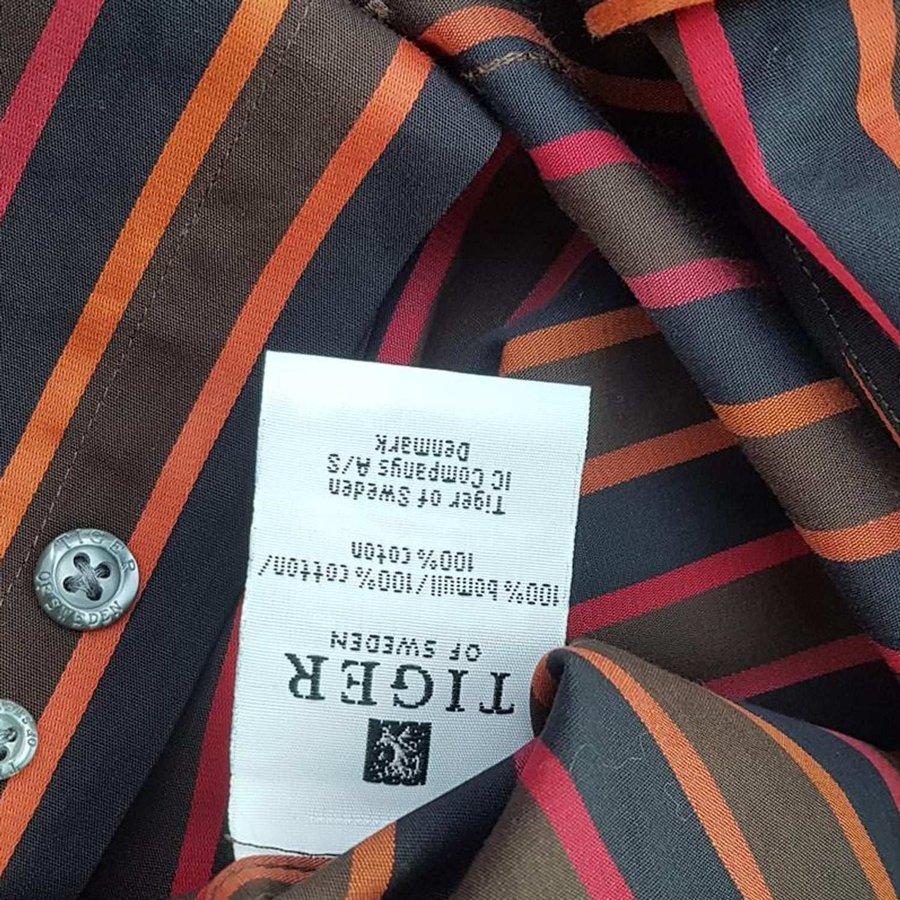 TIGER
OF SWEDEN
100% bomull/100% cotton/
100% coton
Tiger of Sweden
IC Companys A/S
Denmark
TIGER
OF SWEDEN